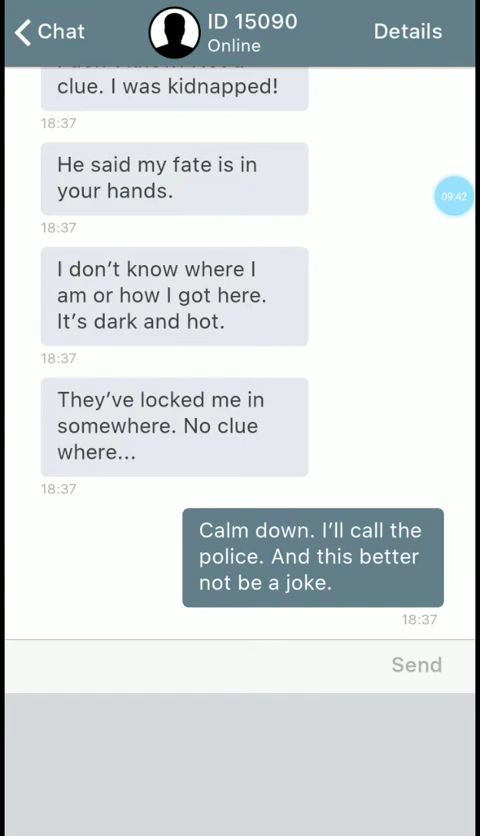 Chat
ID 15090
Online
Details
clue. I was kidnapped!
18:37
He said my fate is in
your hands.
18:37
09:42
I don’t know where I
am or how I got here.
It’s dark and hot.
18:37
They’ve locked me in
somewhere. No clue
where...
18:37
Calm down. I’ll call the
police. And this better
not be a joke.
18:37
Send